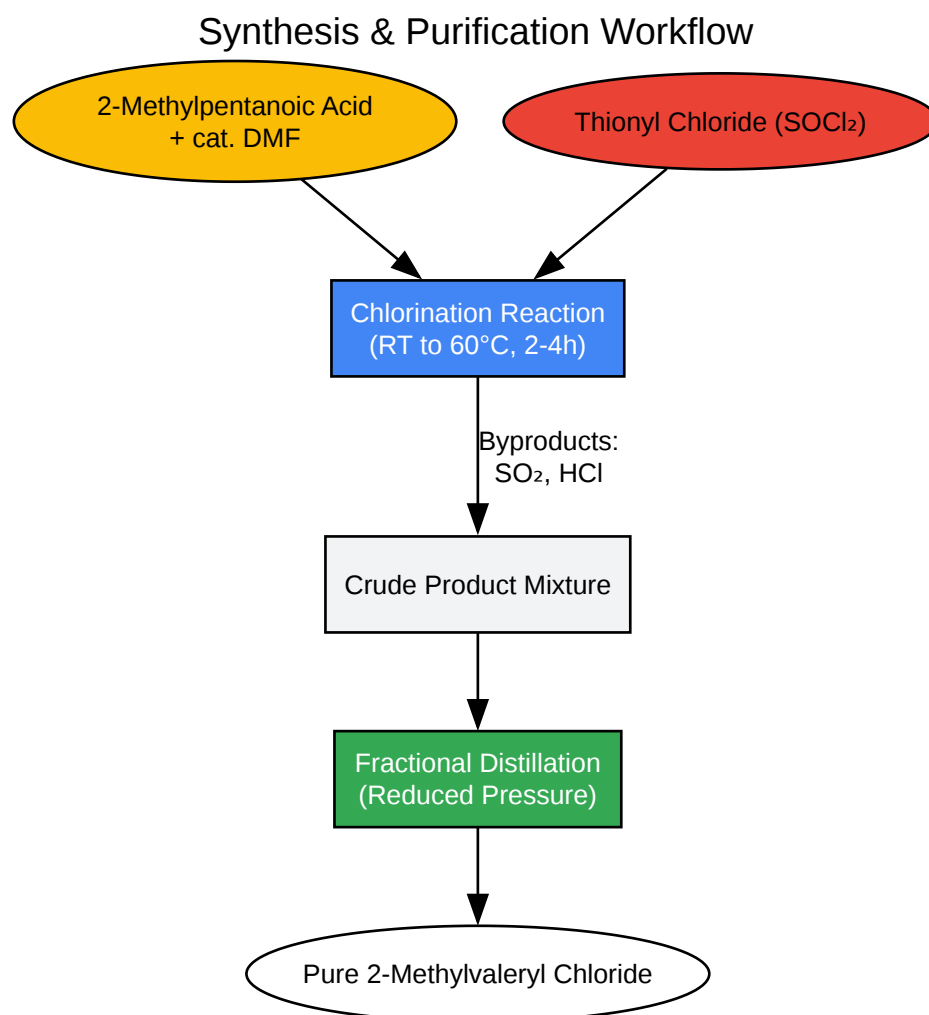 Synthesis & Purification Workflow
2-Methylpentanoic Acid
+ cat. DMF
Thionyl Chloride (SOCl₂)
Chlorination Reaction
(RT to 60°C, 2-4h)
Byproducts:
SO₂, HCl
Crude Product Mixture
Fractional Distillation
(Reduced Pressure)
Pure 2-Methylvaleryl Chloride